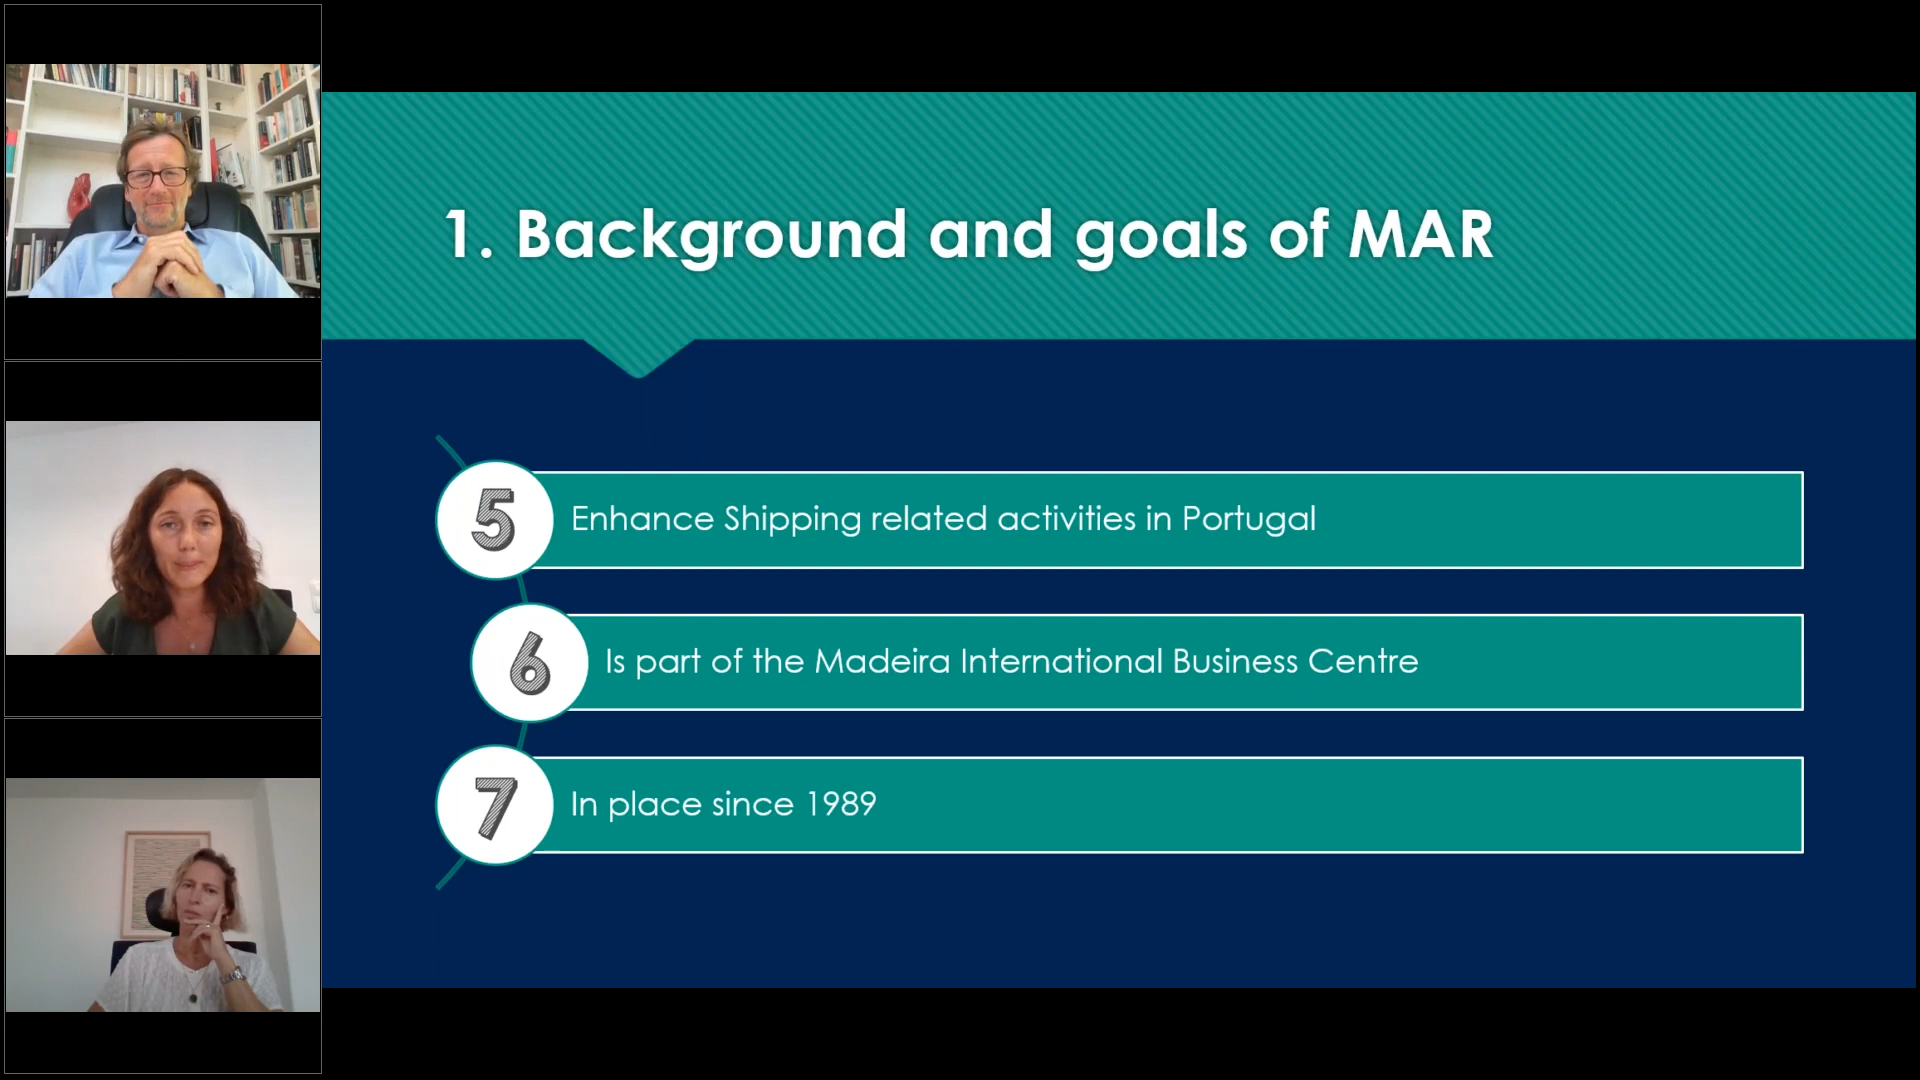 1. Background and goals of MAR
5 Enhance Shipping related activities in Portugal
6 Is part of the Madeira International Business Centre
7 In place since 1989